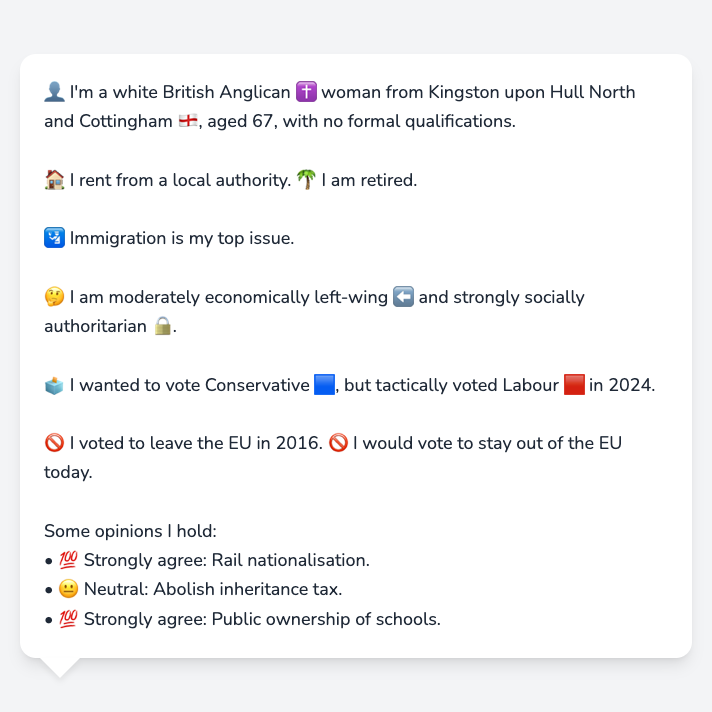 👤 I'm a white British Anglican ✝️ woman from Kingston upon Hull North
and Cottingham 🏴󠁧󠁢󠁥󠁮󠁧󠁿, aged 67, with no formal qualifications.
🏠 I rent from a local authority. 🌴 I am retired.
🛂 Immigration is my top issue.
🤔 I am moderately economically left-wing ⬅️ and strongly socially
authoritarian 🔒.
🗳️ I wanted to vote Conservative 🟦, but tactically voted Labour 🟥 in 2024.
🚫 I voted to leave the EU in 2016. 🚫 I would vote to stay out of the EU
today.
Some opinions I hold:
• 💯 Strongly agree: Rail nationalisation.
• 😐 Neutral: Abolish inheritance tax.
• 💯 Strongly agree: Public ownership of schools.